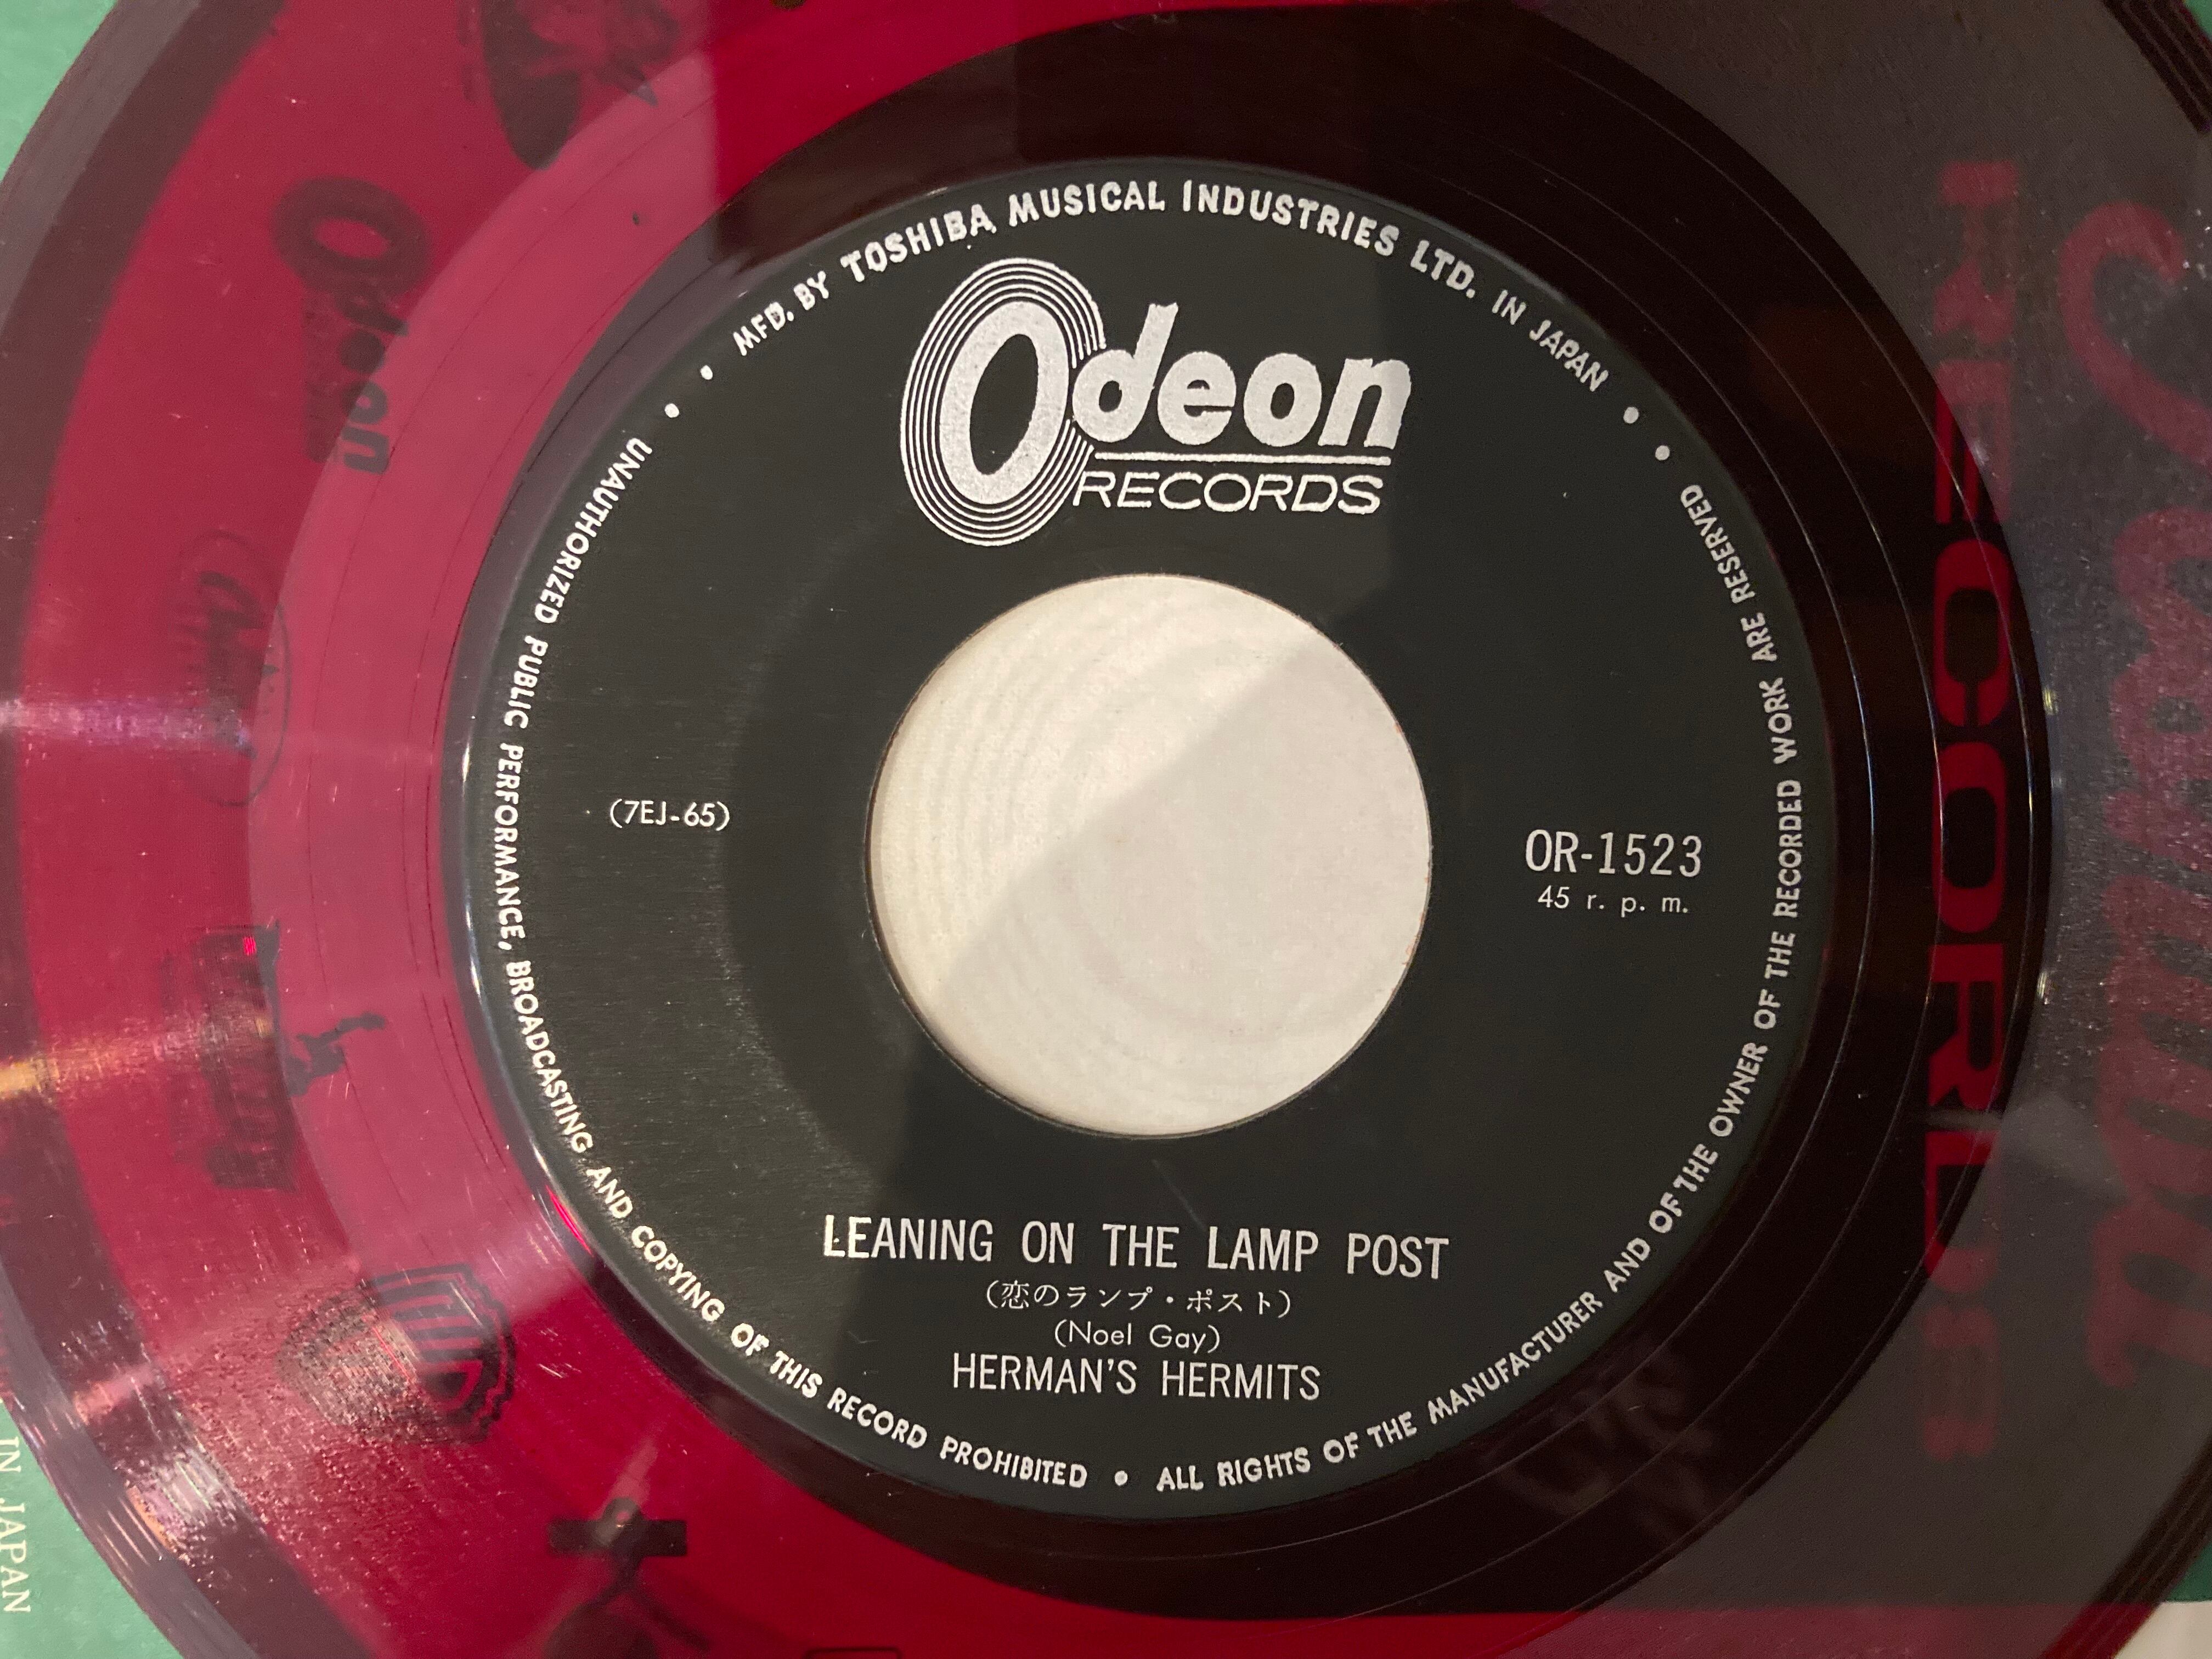 MFD. BY TOSHIBA MUSICAL INDUSTRIES LTD. IN JAPAN
Odeon
RECORDS
(7EJ-65)
OR-1523
45 r. p. m.
LEANING ON THE LAMP POST
(恋のランプ・ポスト)
(Noel Gay)
HERMAN'S HERMITS
UNAUTHORIZED PUBLIC PERFORMANCE, BROADCASTING AND COPYING OF THIS RECORD PROHIBITED • ALL RIGHTS OF THE MANUFACTURER AND OF THE OWNER OF THE RECORDED WORK ARE RESERVED
Odeon
IN JAPAN